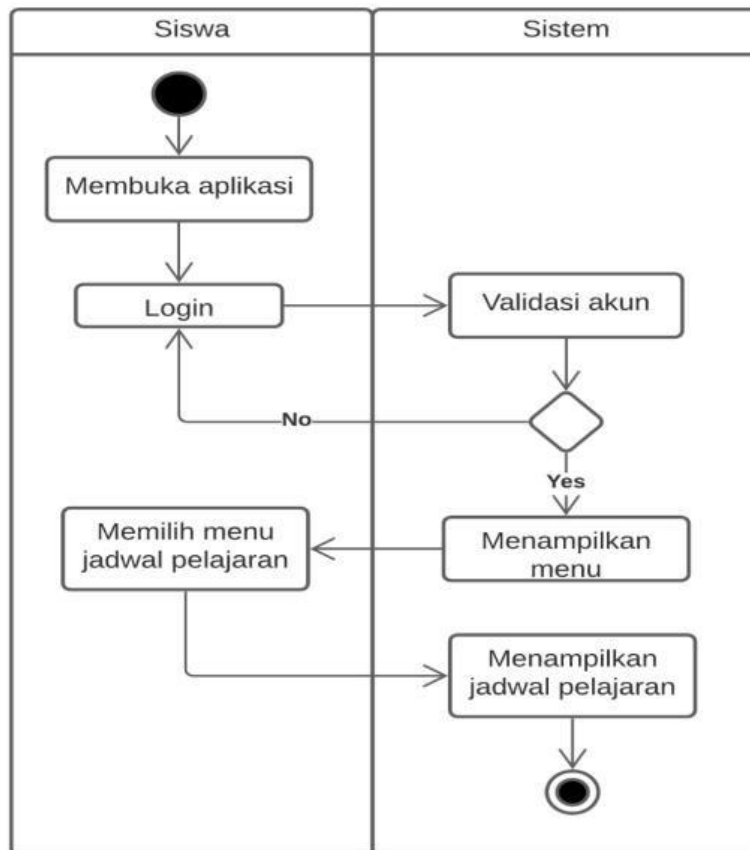 Siswa
Sistem
Membuka aplikasi
Login
Validasi akun
No
Yes
Menampilkan
menu
Memilih menu
jadwal pelajaran
Menampilkan
jadwal pelajaran